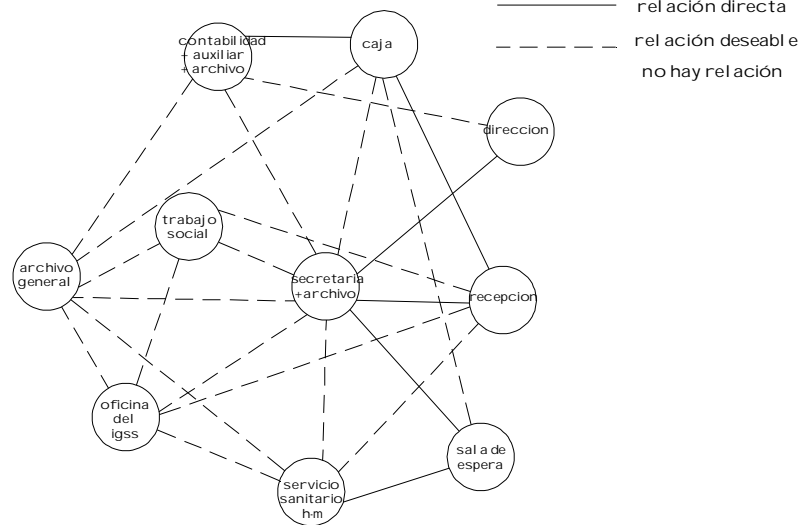 relación directa
relación deseable
no hay relación
contabilidad
+ auxiliar
+ archivo
caja
direccion
trabajo
social
archivo
general
secretaria
+archivo
recepcion
oficina
del
igss
sala de
espera
servicio
sanitario
h-m